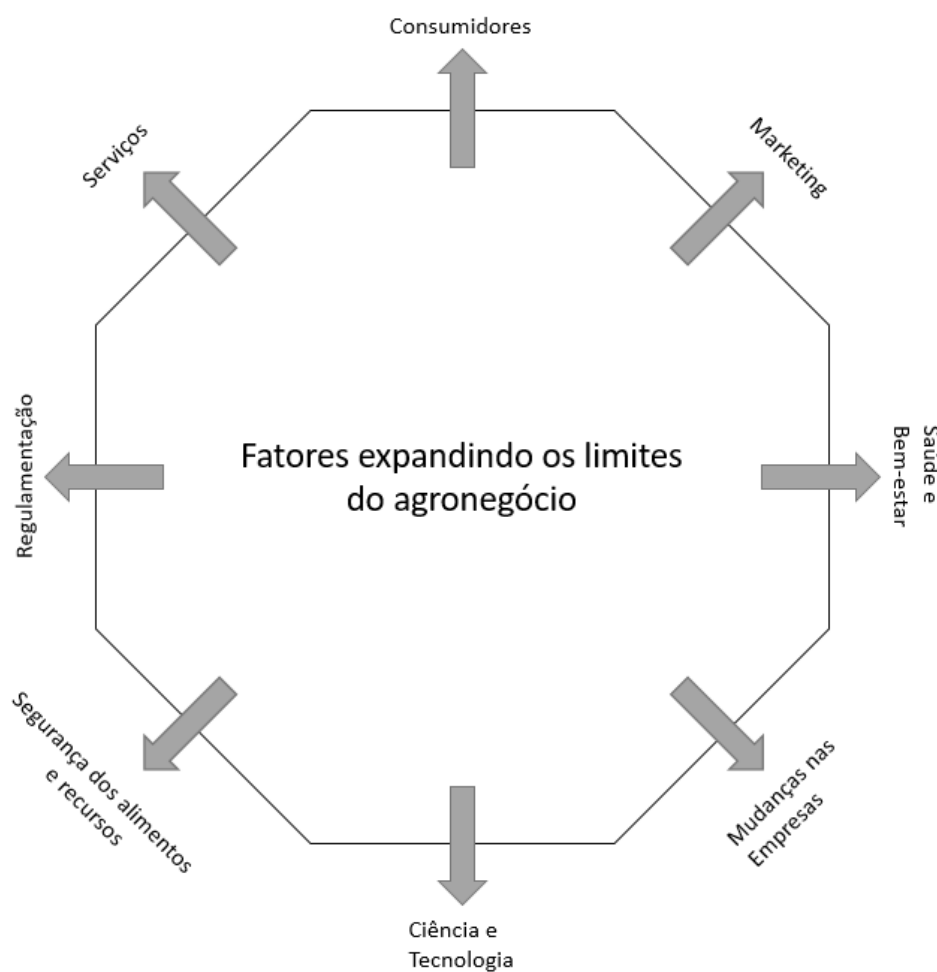 Consumidores
Serviços
Marketing
Regulamentação
Fatores expandindo os limites
do agronegócio
Saúde e
Bem-estar
Segurança dos alimentos
e recursos
Mudanças nas
Empresas
Ciência e
Tecnologia